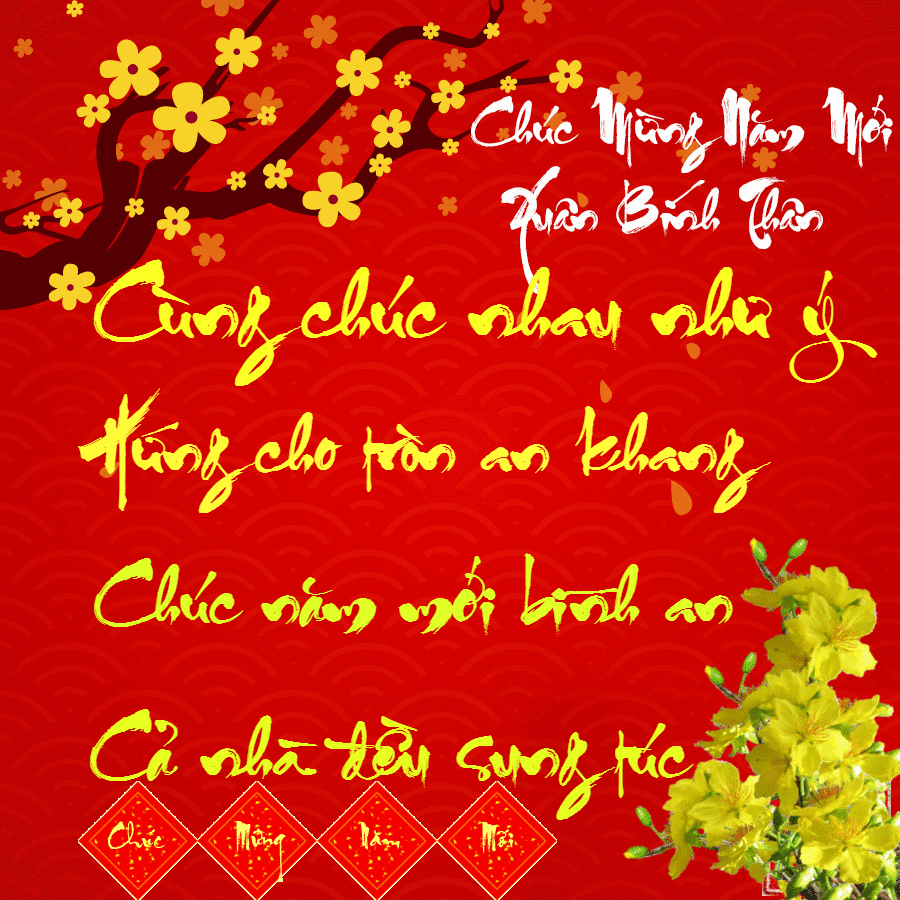 Chúc Mừng Năm Mới
Xuân Bính Thân
Cùng chúc nhau như ý
Hứng cho tròn an khang
Chúc năm mới bình an
Cả nhà đều sung túc
Chúc Mừng Năm Mới